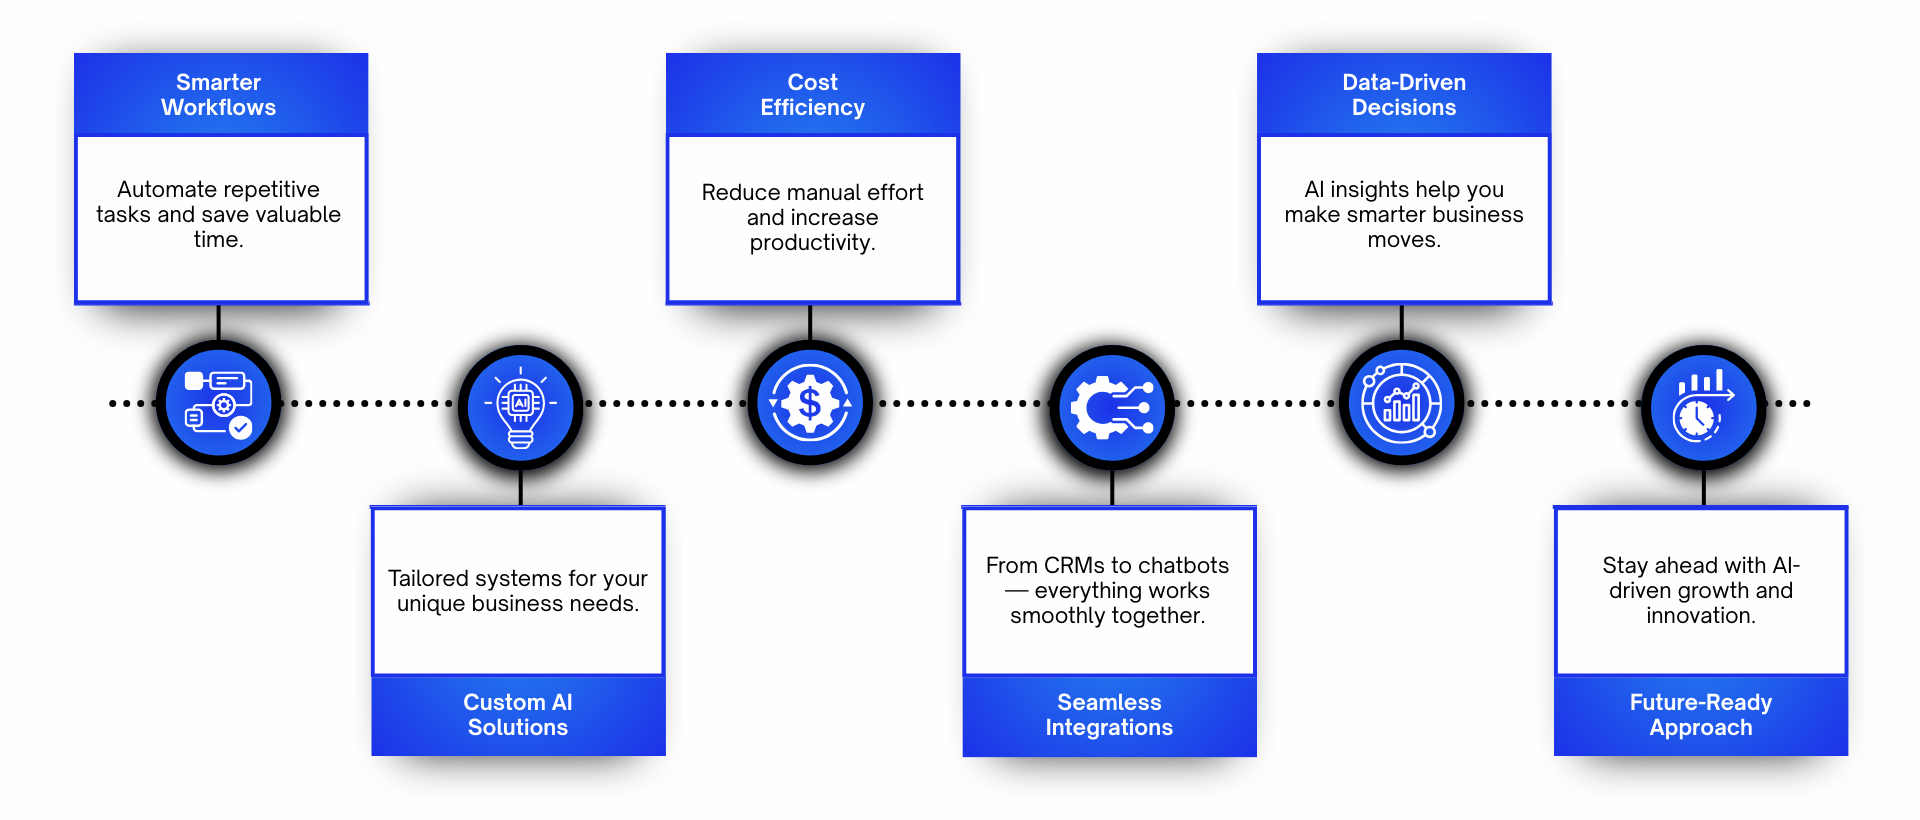 Smarter
Workflows
Automate repetitive
tasks and save valuable
time.
AI
Tailored systems for your
unique business needs.
Custom AI
Solutions
Cost
Efficiency
Reduce manual effort
and increase
productivity.
$
From CRMs to chatbots
— everything works
smoothly together.
Seamless
Integrations
Data-Driven
Decisions
AI insights help you
make smarter business
moves.
Stay ahead with AI-
driven growth and
innovation.
Future-Ready
Approach